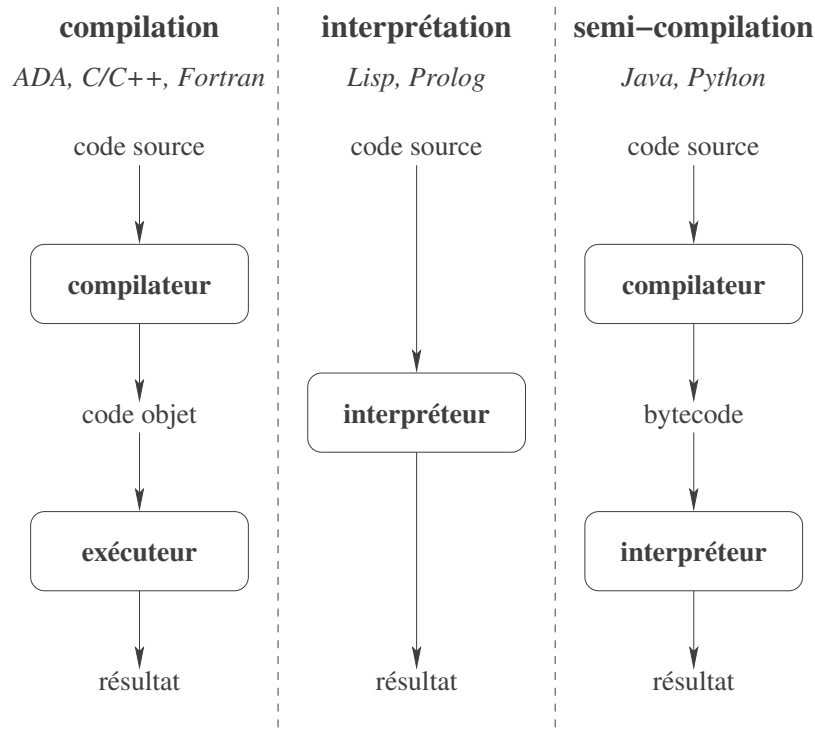 compilation
ADA, C/C++, Fortran
code source
compilateur
code objet
exécuteur
résultat
interprétation
Lisp, Prolog
code source
interpréteur
résultat
semi−compilation
Java, Python
code source
compilateur
bytecode
interpréteur
résultat